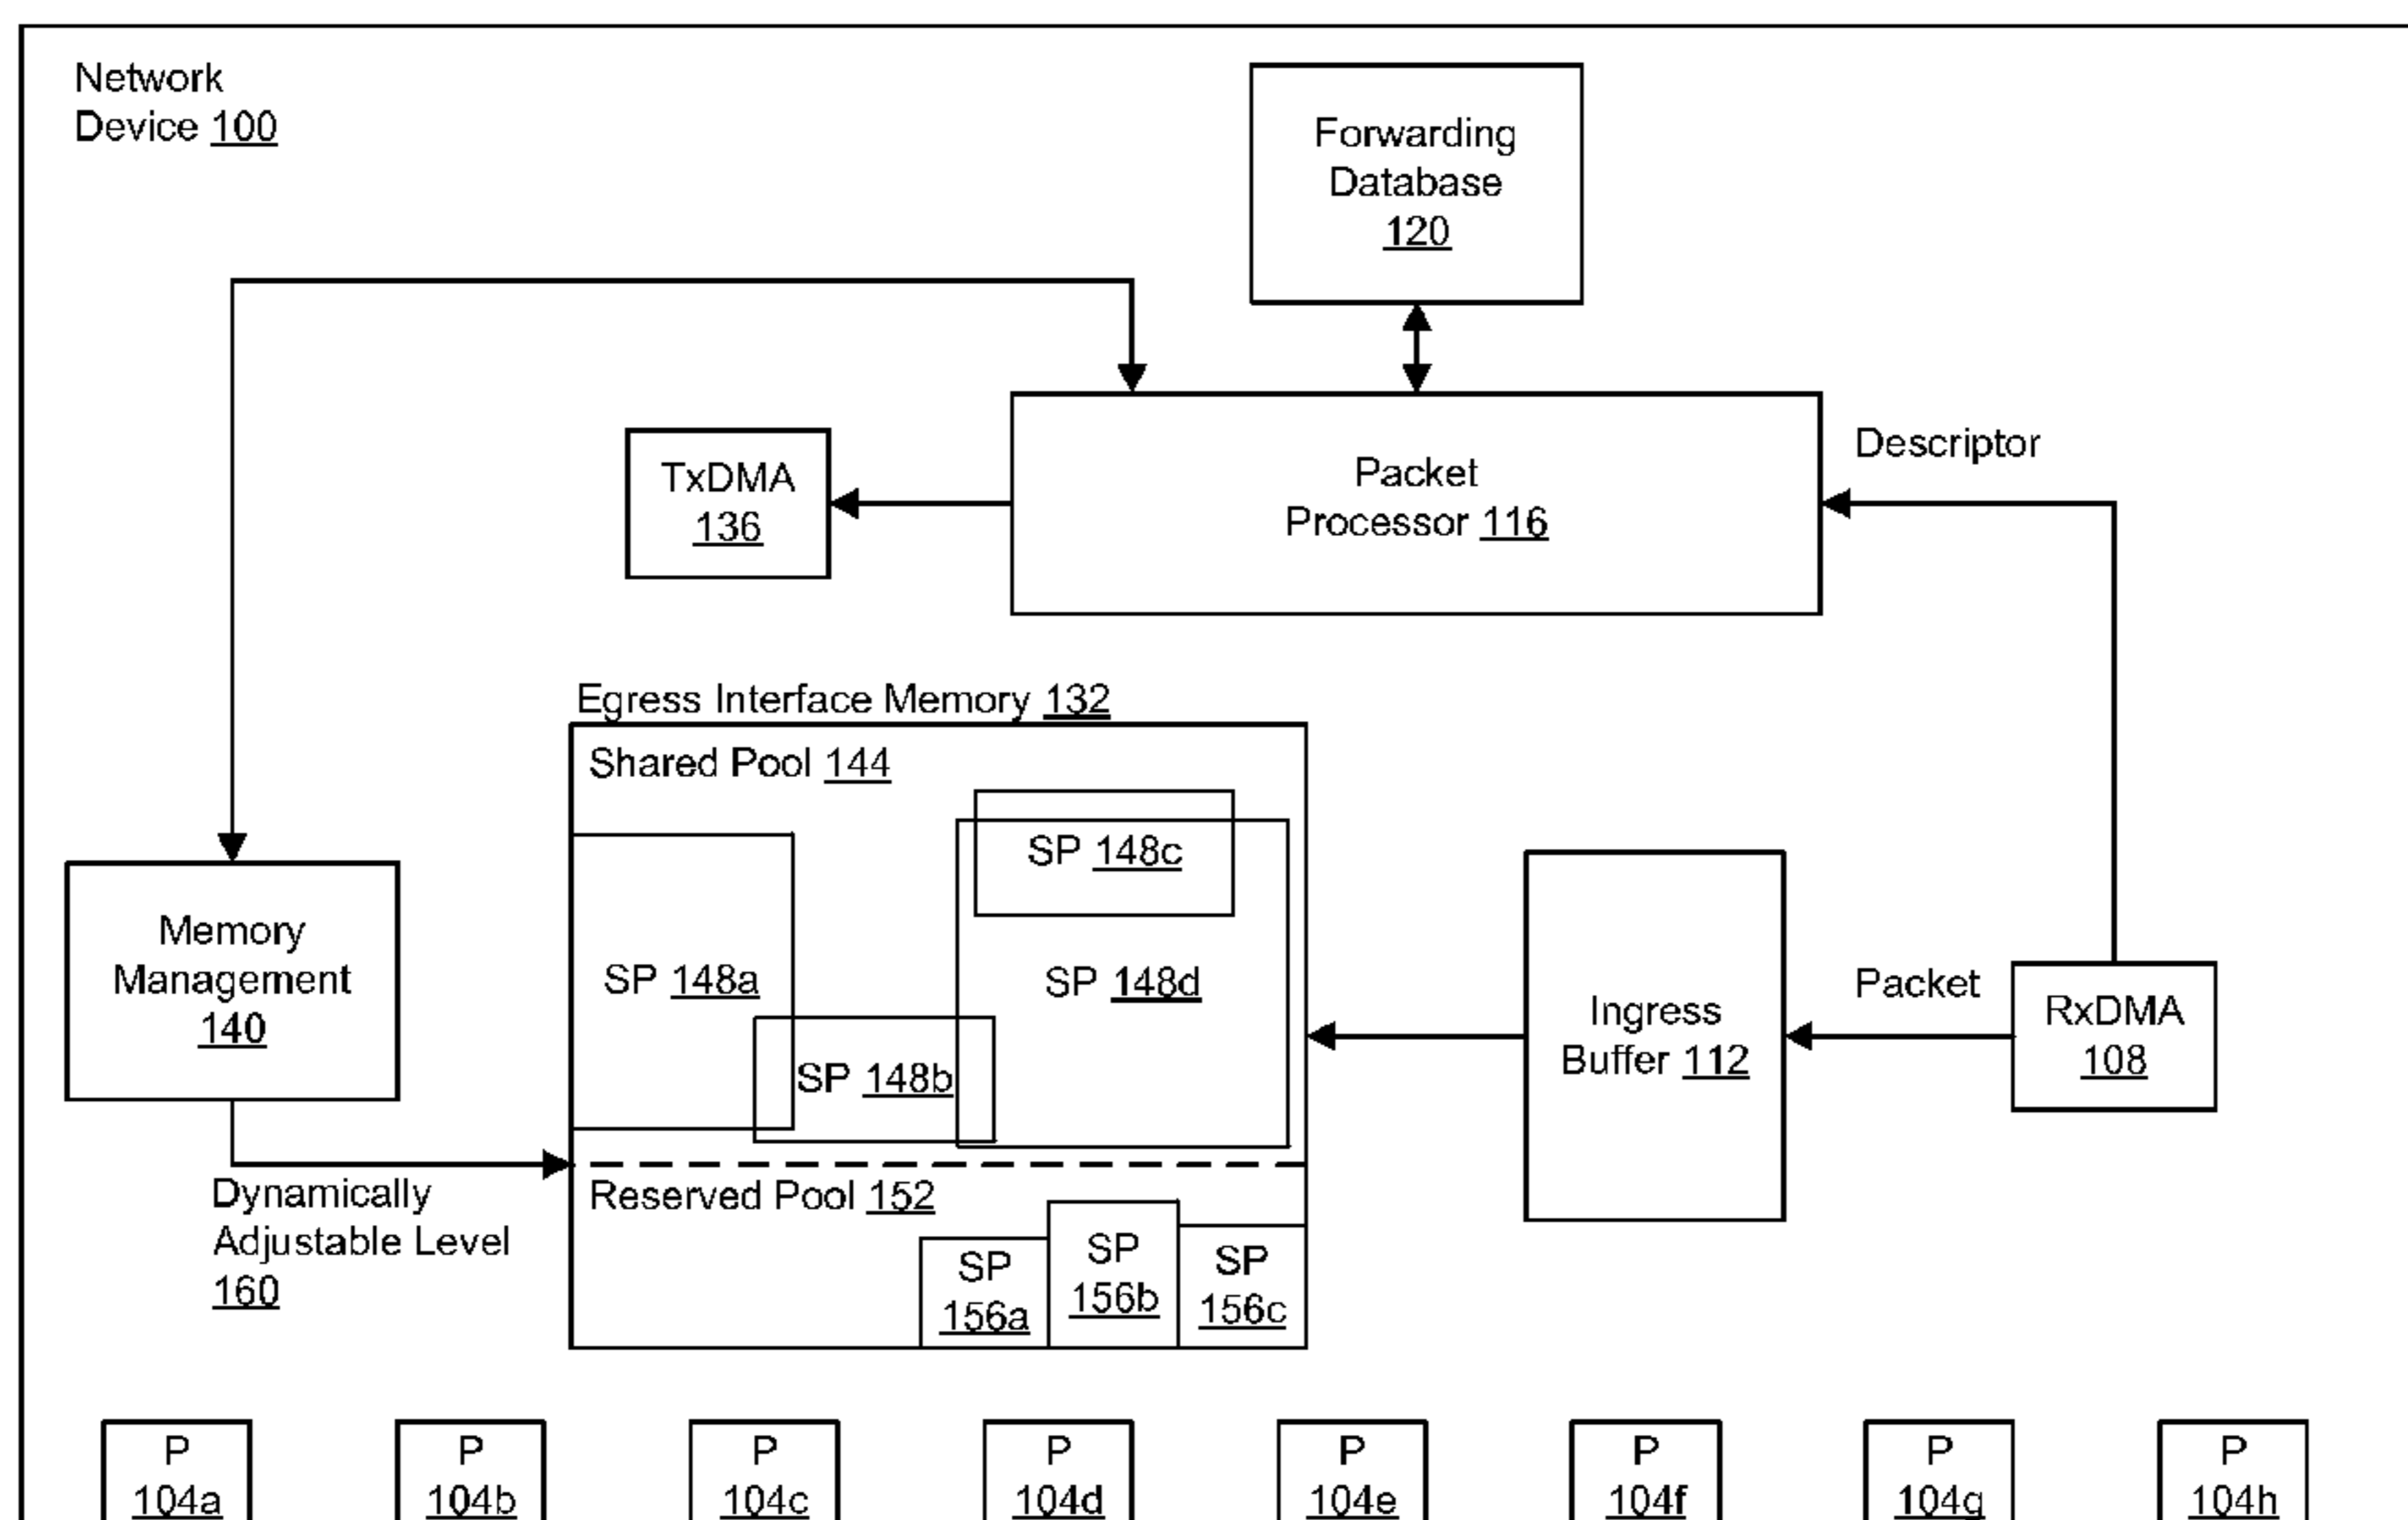 Network
Device 100
Forwarding
Database
120
Descriptor
TxDMA
136
Packet
Processor 116
Egress Interface Memory 132
Shared Pool 144
SP 148c
SP 148a
SP 148d
SP 148b
Memory
Management
140
Ingress
Buffer 112
Packet
RxDMA
108
Dynamically
Adjustable Level
160
Reserved Pool 152
SP
156a
SP
156b
SP
156c
P
104a
P
104b
P
104c
P
104d
P
104e
P
104f
P
104g
P
104h